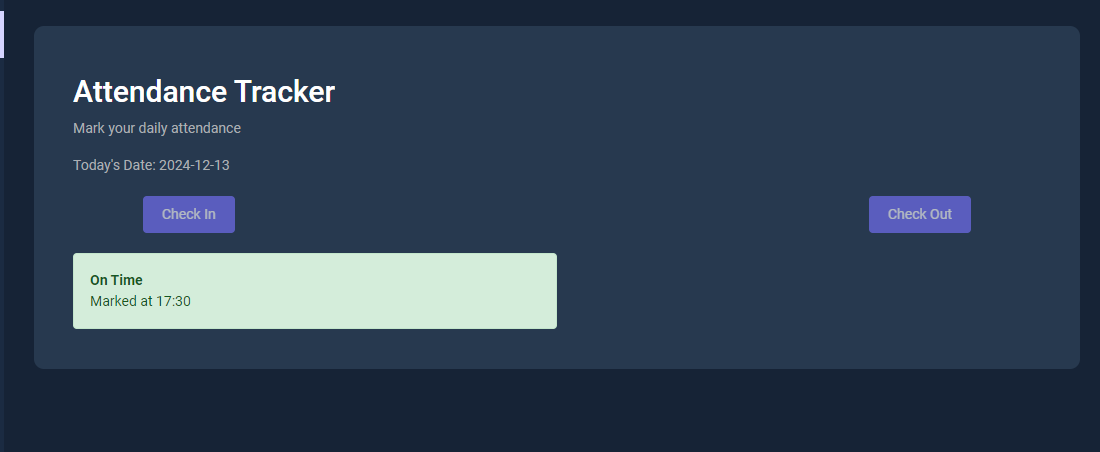 Attendance Tracker
Mark your daily attendance
Today's Date: 2024-12-13
Check In
Check Out
On Time
Marked at 17:30